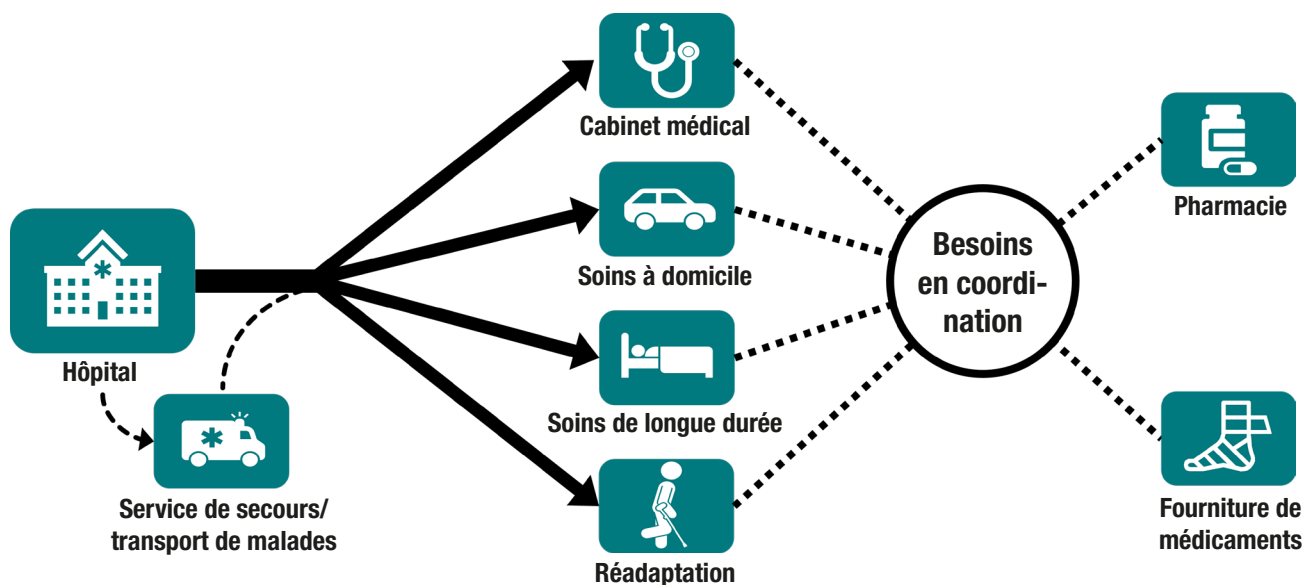 Hôpital
Service de secours/
transport de malades
Cabinet médical
Soins à domicile
Soins de longue durée
Réadaptation
Besoins
en coordi-
nation
Pharmacie
Fourniture de
médicaments